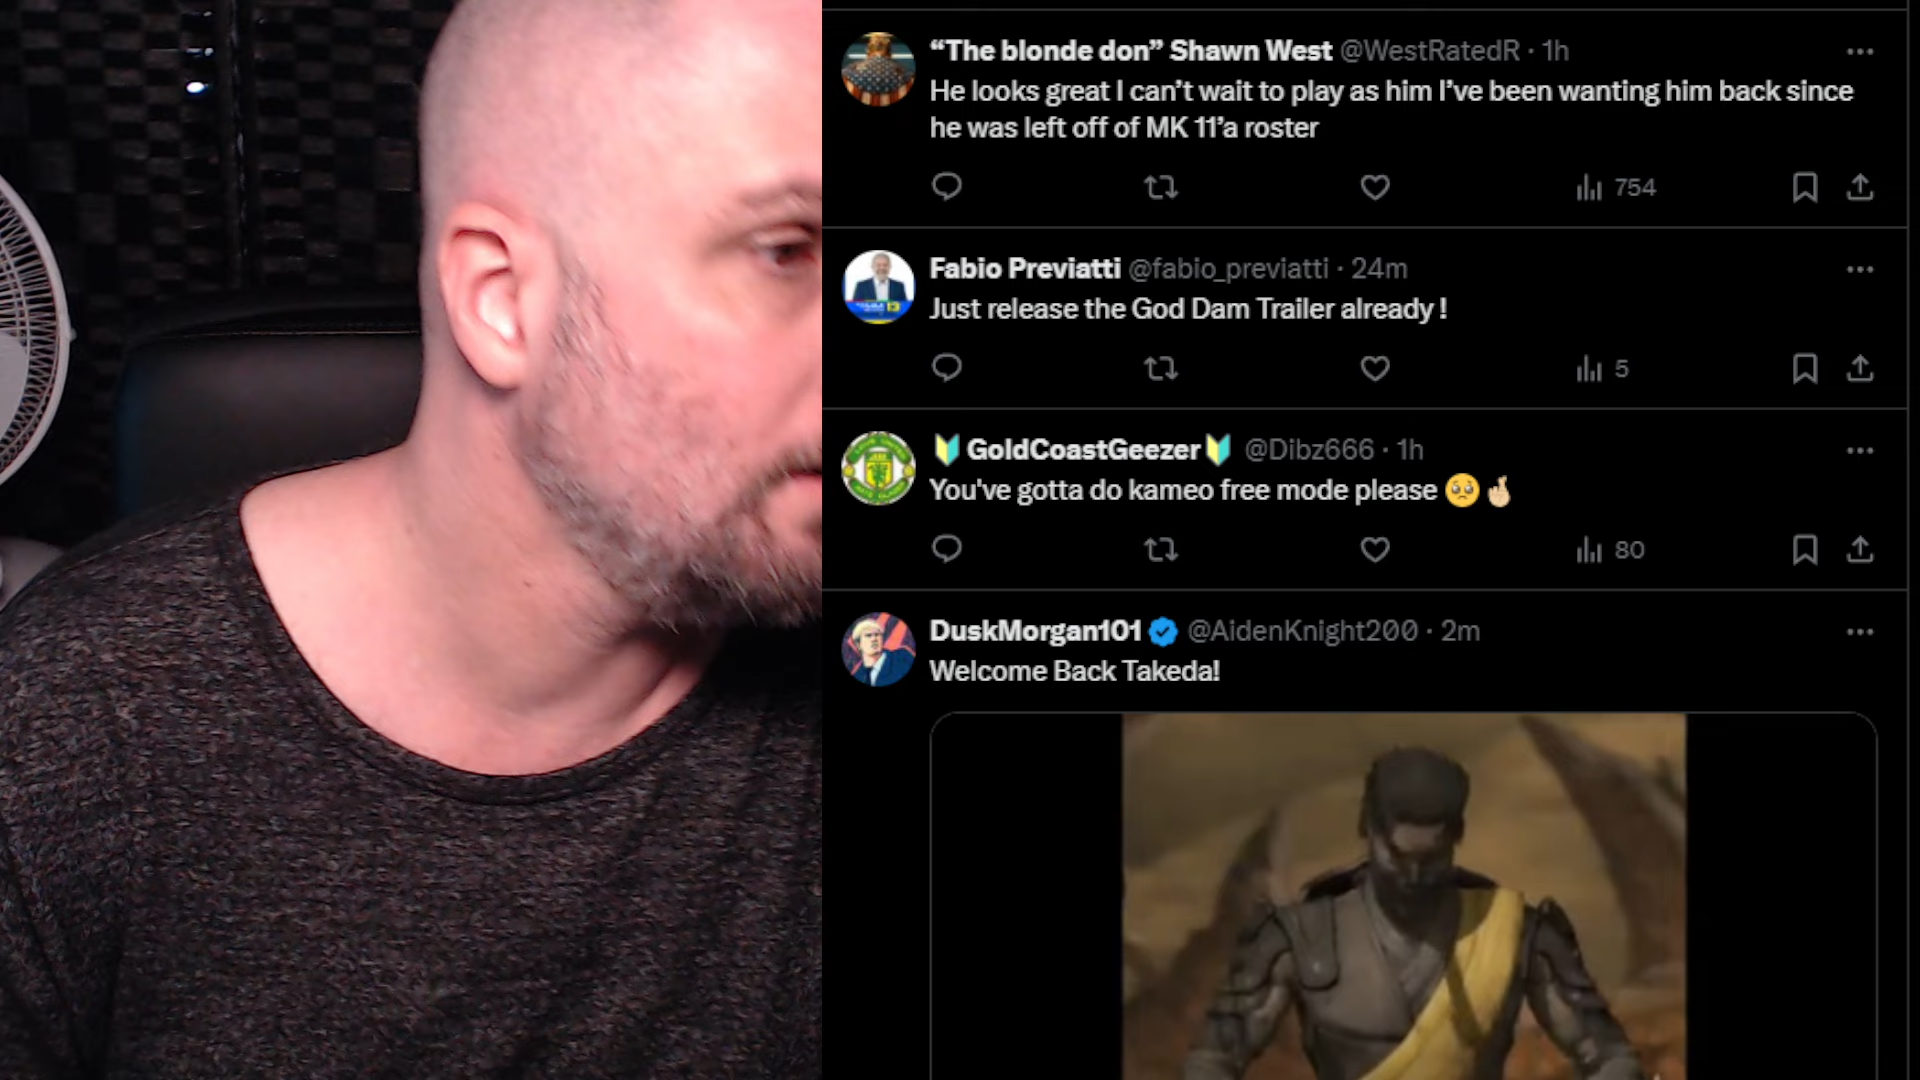 “The blonde don” Shawn West @WestRatedR · 1h
He looks great I can’t wait to play as him I’ve been wanting him back since
he was left off of MK 11’a roster
754
Fabio Previatti @fabio_previatti · 24m
Just release the God Dam Trailer already !
5
🔰 GoldCoastGeezer🔰 @Dibz666 · 1h
You've gotta do kameo free mode please 🥺🤞🏻
80
DuskMorgan101 @AidenKnight200 · 2m
Welcome Back Takeda!